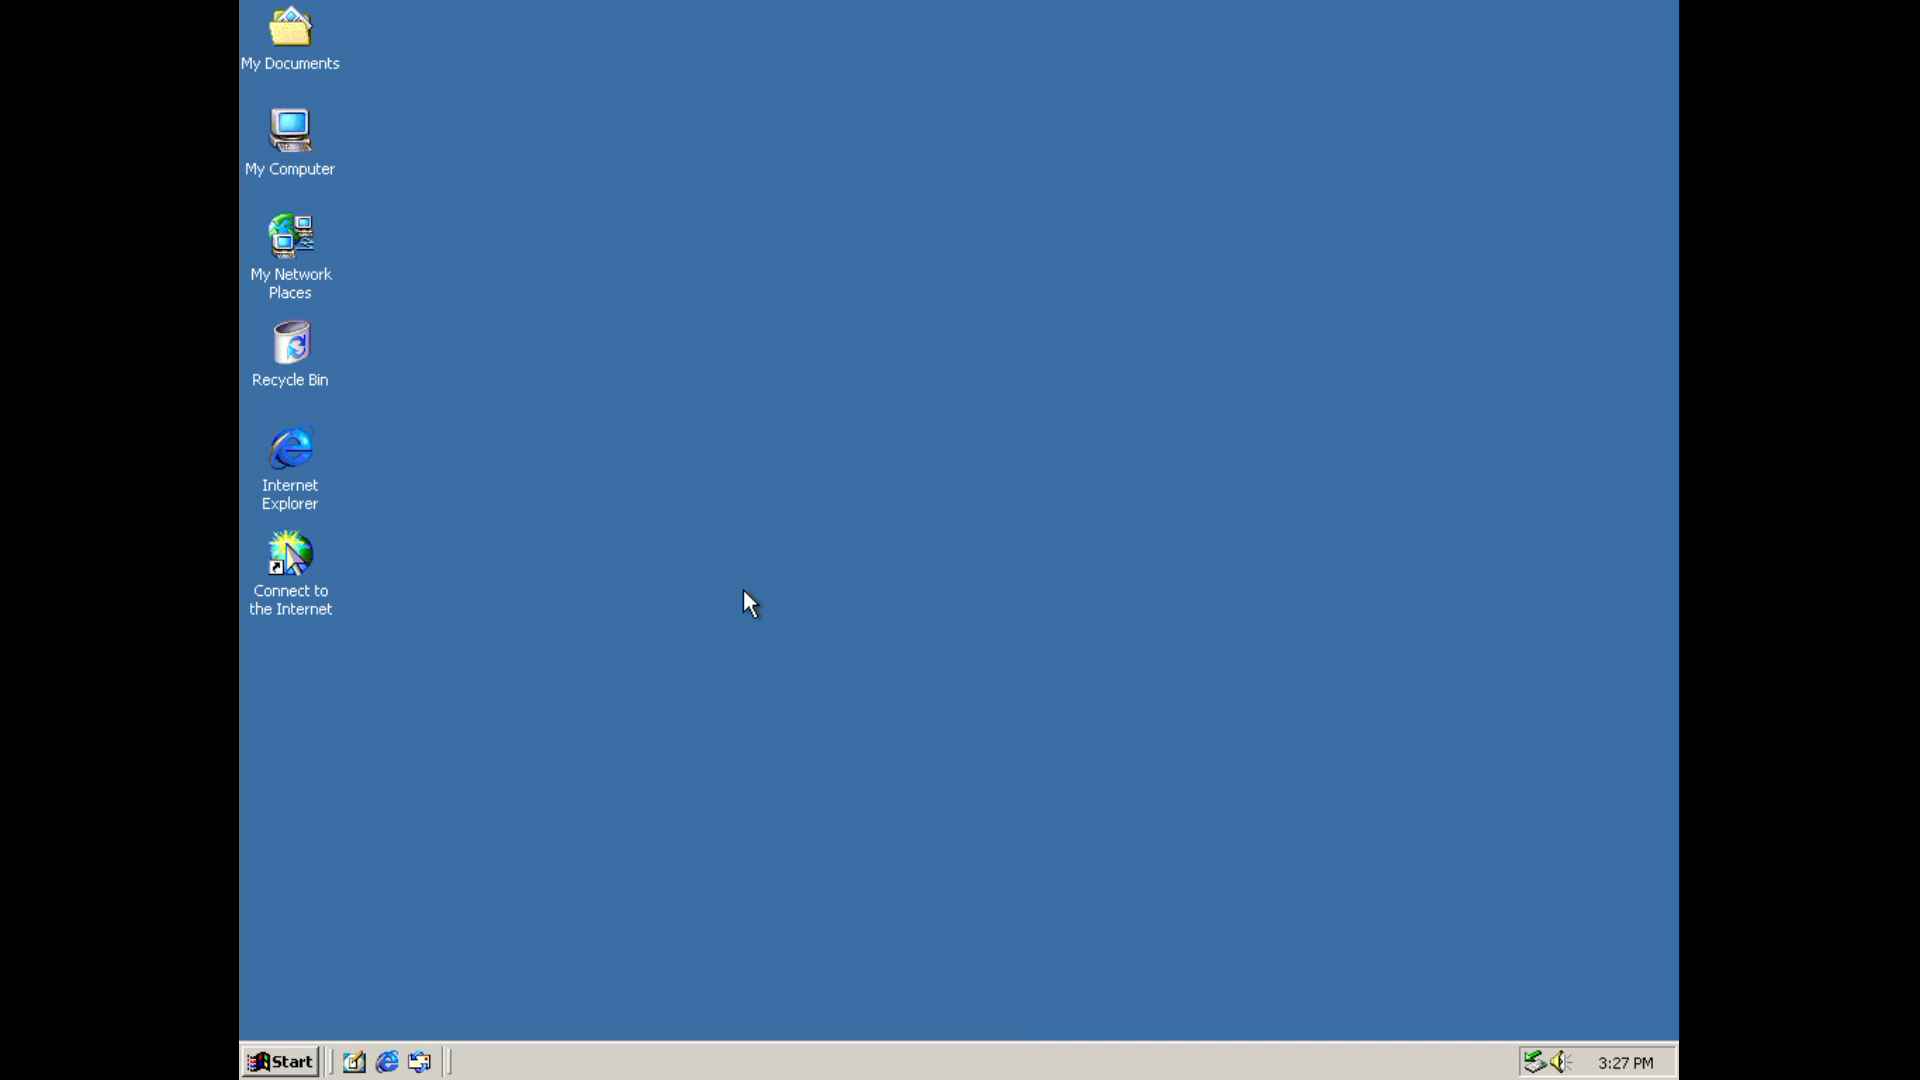 My Documents
My Computer
My Network
Places
Recycle Bin
Internet
Explorer
Connect to
the Internet
Start
3:27 PM